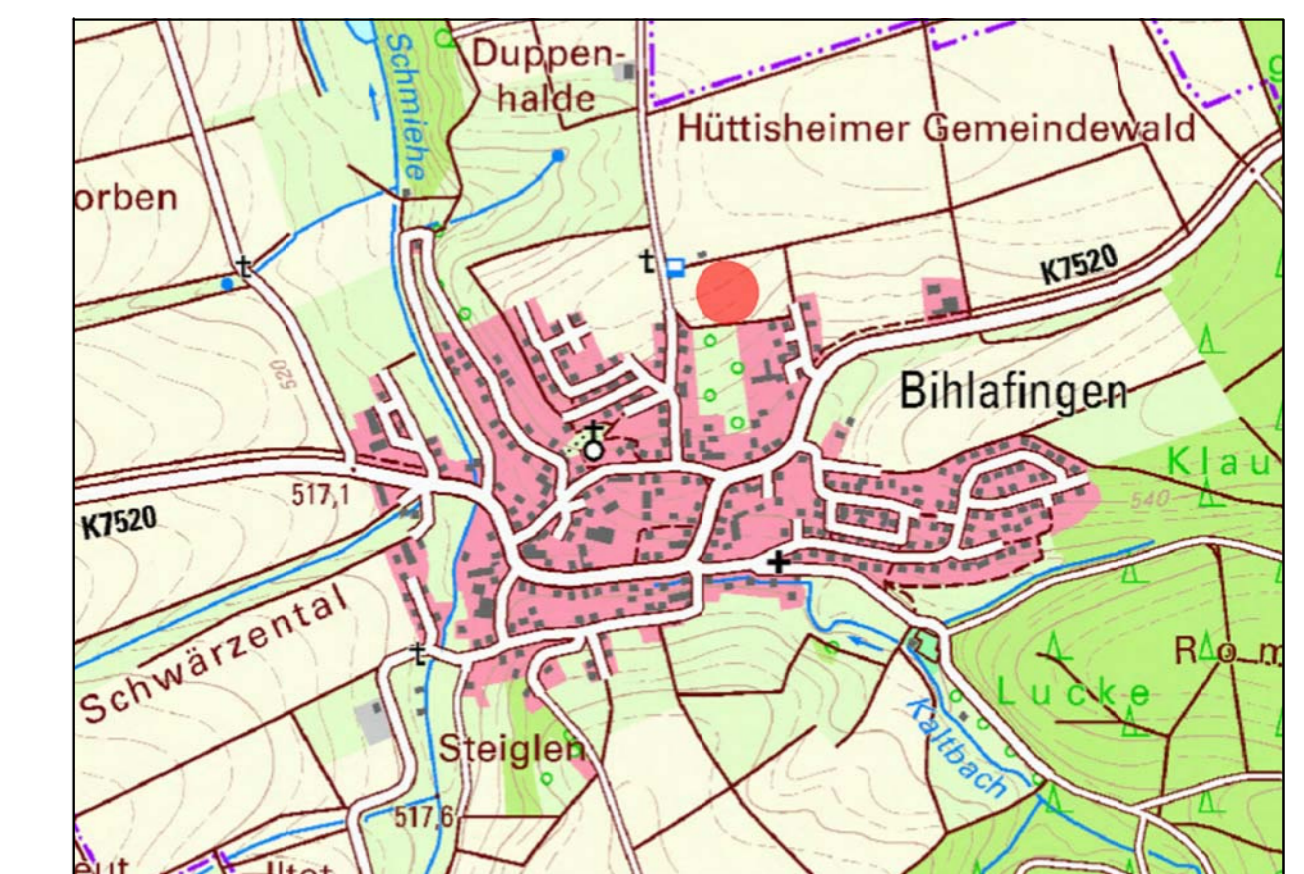 Schmiehe
Duppen-
halde
Hüttisheimer Gemeindewald
orben
K7520
520
Bihlafingen
Klau
517,1
540
K7520
Schwärzental
Lucke
Kaltbach
Steiglen
517,6